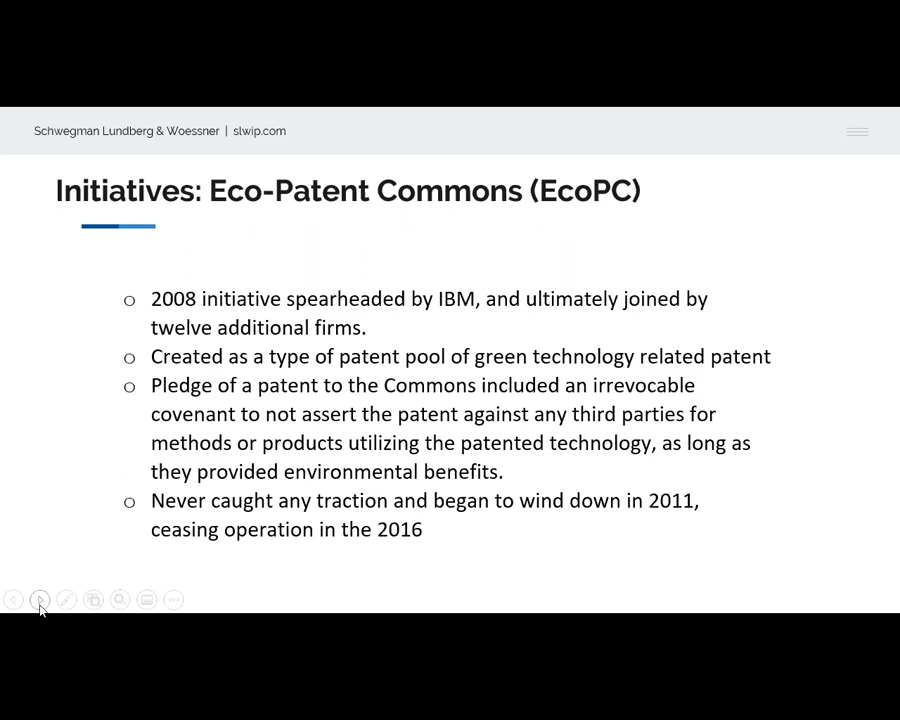 Schwegman Lundberg & Woessner | slwip.com
Initiatives: Eco-Patent Commons (EcoPC)
○ 2008 initiative spearheaded by IBM, and ultimately joined by
twelve additional firms.
○ Created as a type of patent pool of green technology related patent
○ Pledge of a patent to the Commons included an irrevocable
covenant to not assert the patent against any third parties for
methods or products utilizing the patented technology, as long as
they provided environmental benefits.
○ Never caught any traction and began to wind down in 2011,
ceasing operation in the 2016